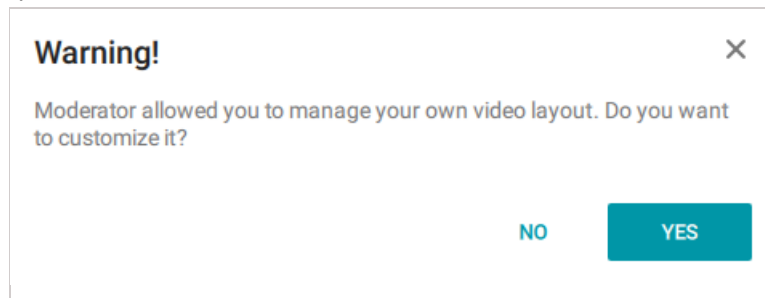 Warning!
Moderator allowed you to manage your own video layout. Do you want
to customize it?
NO
YES